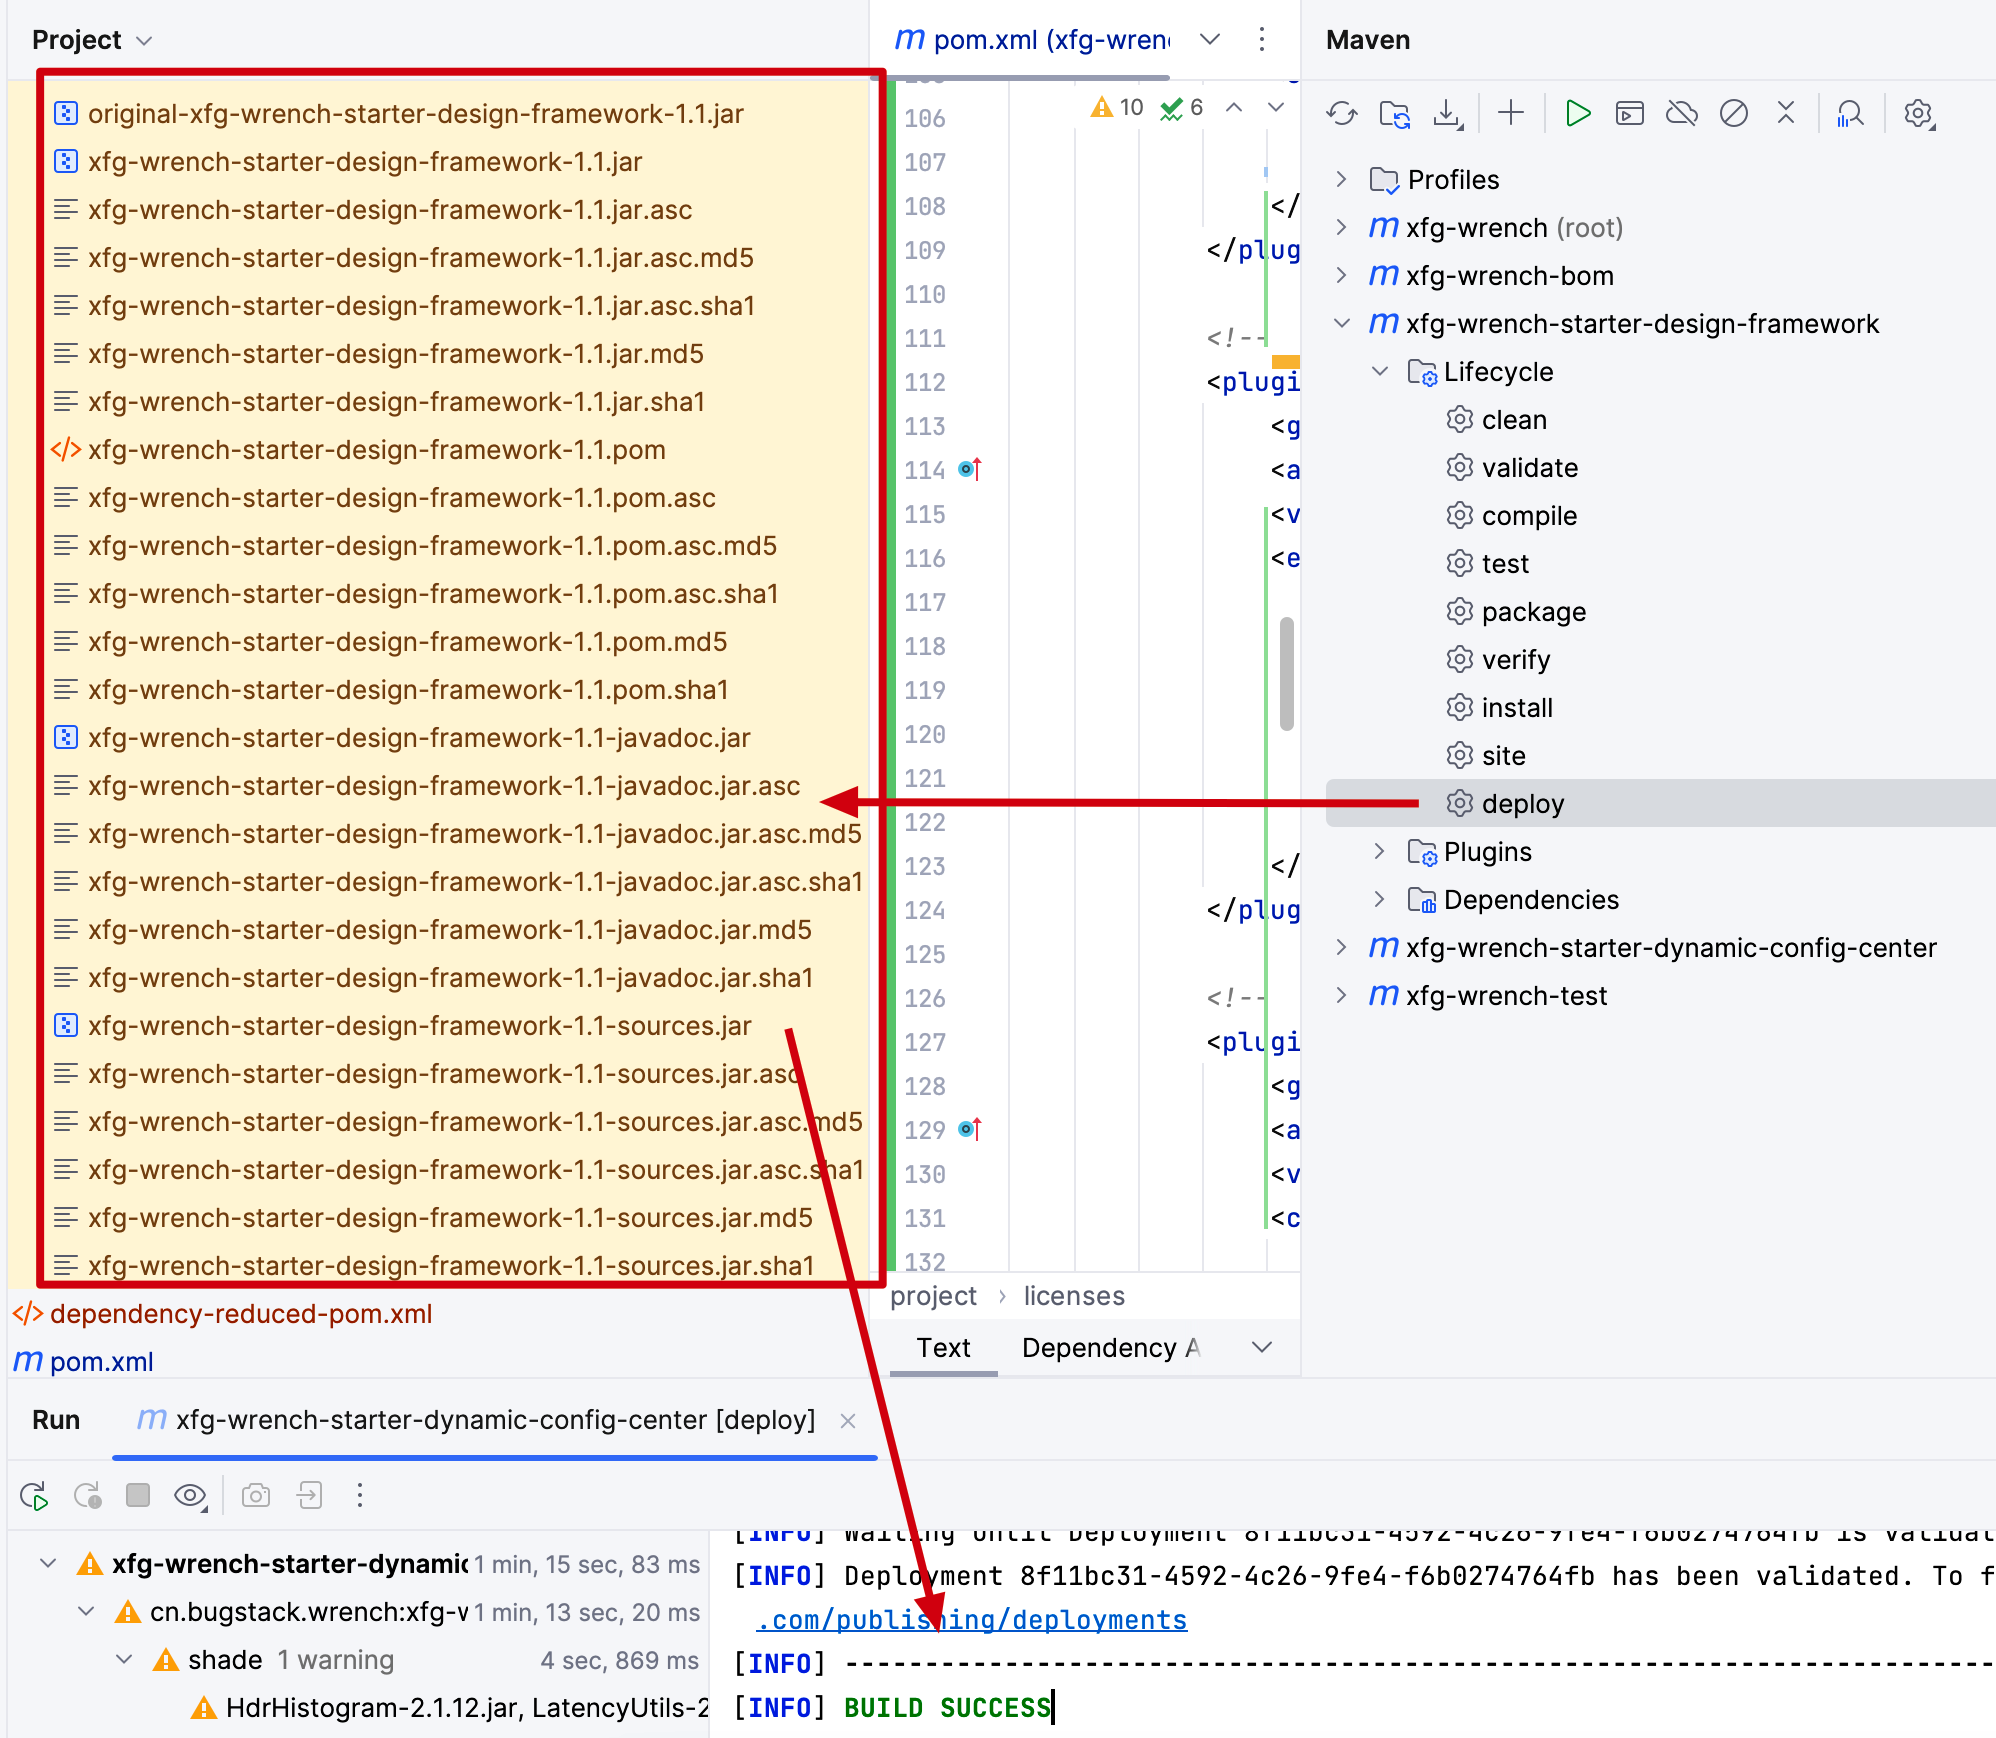 Project
original-xfg-wrench-starter-design-framework-1.1.jar
xfg-wrench-starter-design-framework-1.1.jar
xfg-wrench-starter-design-framework-1.1.jar.asc
xfg-wrench-starter-design-framework-1.1.jar.asc.md5
xfg-wrench-starter-design-framework-1.1.jar.asc.sha1
xfg-wrench-starter-design-framework-1.1.jar.md5
xfg-wrench-starter-design-framework-1.1.jar.sha1
xfg-wrench-starter-design-framework-1.1.pom
xfg-wrench-starter-design-framework-1.1.pom.asc
xfg-wrench-starter-design-framework-1.1.pom.asc.md5
xfg-wrench-starter-design-framework-1.1.pom.asc.sha1
xfg-wrench-starter-design-framework-1.1.pom.md5
xfg-wrench-starter-design-framework-1.1.pom.sha1
xfg-wrench-starter-design-framework-1.1-javadoc.jar
xfg-wrench-starter-design-framework-1.1-javadoc.jar.asc
xfg-wrench-starter-design-framework-1.1-javadoc.jar.asc.md5
xfg-wrench-starter-design-framework-1.1-javadoc.jar.asc.sha1
xfg-wrench-starter-design-framework-1.1-javadoc.jar.md5
xfg-wrench-starter-design-framework-1.1-javadoc.jar.sha1
xfg-wrench-starter-design-framework-1.1-sources.jar
xfg-wrench-starter-design-framework-1.1-sources.jar.asc
xfg-wrench-starter-design-framework-1.1-sources.jar.asc.md5
xfg-wrench-starter-design-framework-1.1-sources.jar.asc.sha1
xfg-wrench-starter-design-framework-1.1-sources.jar.md5
xfg-wrench-starter-design-framework-1.1-sources.jar.sha1
</> dependency-reduced-pom.xml
m pom.xml
m pom.xml (xfg-wren
10 6
106
107
108 </
109 </plug
110
111 <!--
112 <plugi
113 <g
114 <a
115 <v
116 <e
117
118
119
120
121
122
123 </
124 </plug
125
126 <!--
127 <plugi
128 <g
129 <a
130 <v
131 <c
132
project › licenses
Text Dependency A
Maven
Profiles
m xfg-wrench (root)
m xfg-wrench-bom
m xfg-wrench-starter-design-framework
Lifecycle
clean
validate
compile
test
package
verify
install
site
deploy
Plugins
Dependencies
m xfg-wrench-starter-dynamic-config-center
m xfg-wrench-test
Run m xfg-wrench-starter-dynamic-config-center [deploy]
xfg-wrench-starter-dynamic 1 min, 15 sec, 83 ms
cn.bugstack.wrench:xfg-w 1 min, 13 sec, 20 ms
shade 1 warning 4 sec, 869 ms
HdrHistogram-2.1.12.jar, LatencyUtils-2
[INFO] Waiting until Deployment 8f11bc31-4592-4c26-9fe4-f6b0274764fb is validat
[INFO] Deployment 8f11bc31-4592-4c26-9fe4-f6b0274764fb has been validated. To f
.com/publishing/deployments
[INFO] ------------------------------------------------------------------------
[INFO] BUILD SUCCESS